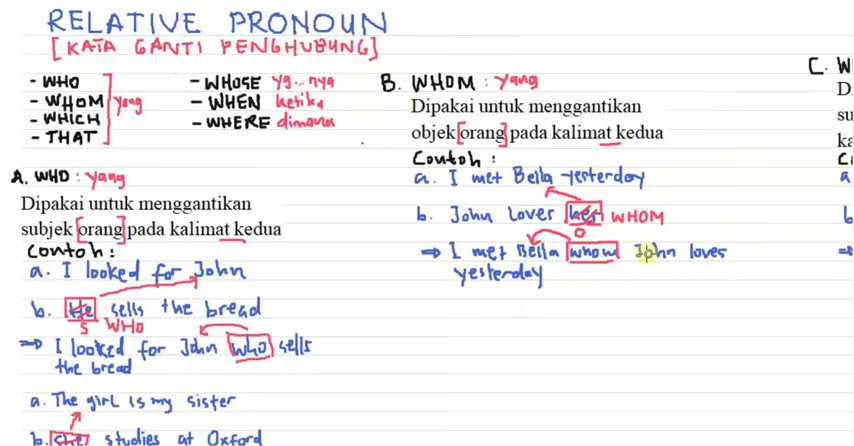 RELATIVE PRONOUN
[KATA GANTI PENGHUBUNG]
- WHO
- WHOM
- WHICH
- THAT
yang
- WHOSE yg...nya
- WHEN ketika
- WHERE dimana
A. WHO : yang
Dipakai untuk menggantikan
subjek [orang] pada kalimat kedua
Contoh :
a. I looked for John
b. He sells the bread
S WHO
⇒ I looked for John who sells
the bread
a. The girl is my sister
b. She studies at Oxford
B. WHOM : yang
Dipakai untuk menggantikan
objek [orang] pada kalimat kedua
Contoh :
a. I met Bella yesterday
b. John loves her WHOM
O
⇒ I met Bella whom John loves
yesterday
C. W
D
su
ka
C
a
b
⇒